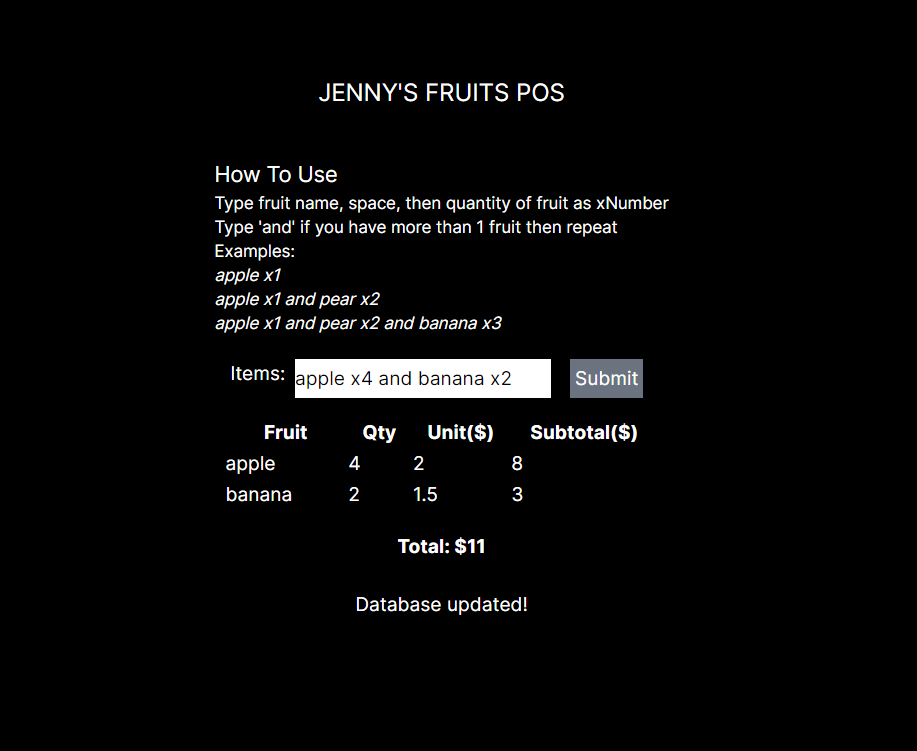 JENNY'S FRUITS POS
How To Use
Type fruit name, space, then quantity of fruit as xNumber
Type 'and' if you have more than 1 fruit then repeat
Examples:
apple x1
apple x1 and pear x2
apple x1 and pear x2 and banana x3
Items: apple x4 and banana x2 Submit
Fruit Qty Unit($) Subtotal($)
apple 4 2 8
banana 2 1.5 3
Total: $11
Database updated!